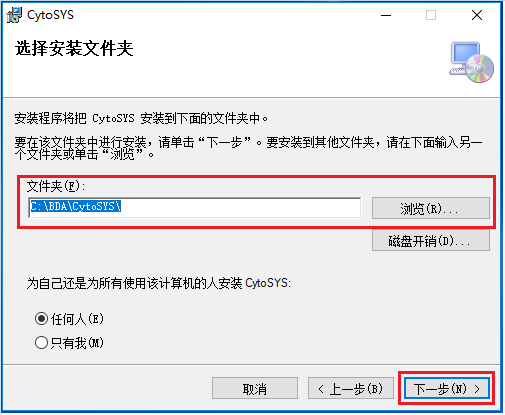 CytoSYS
选择安装文件夹
安装程序将把 CytoSYS 安装到下面的文件夹中。
要在该文件夹中进行安装，请单击“下一步”。要安装到其他文件夹，请在下面输入另一
个文件夹或单击“浏览”。
文件夹(F):
C:\BDA\CytoSYS\
浏览(R)...
磁盘开销(D)...
为自己还是为所有使用该计算机的人安装 CytoSYS:
任何人(E)
只有我(M)
取消
< 上一步(B)
下一步(N) >